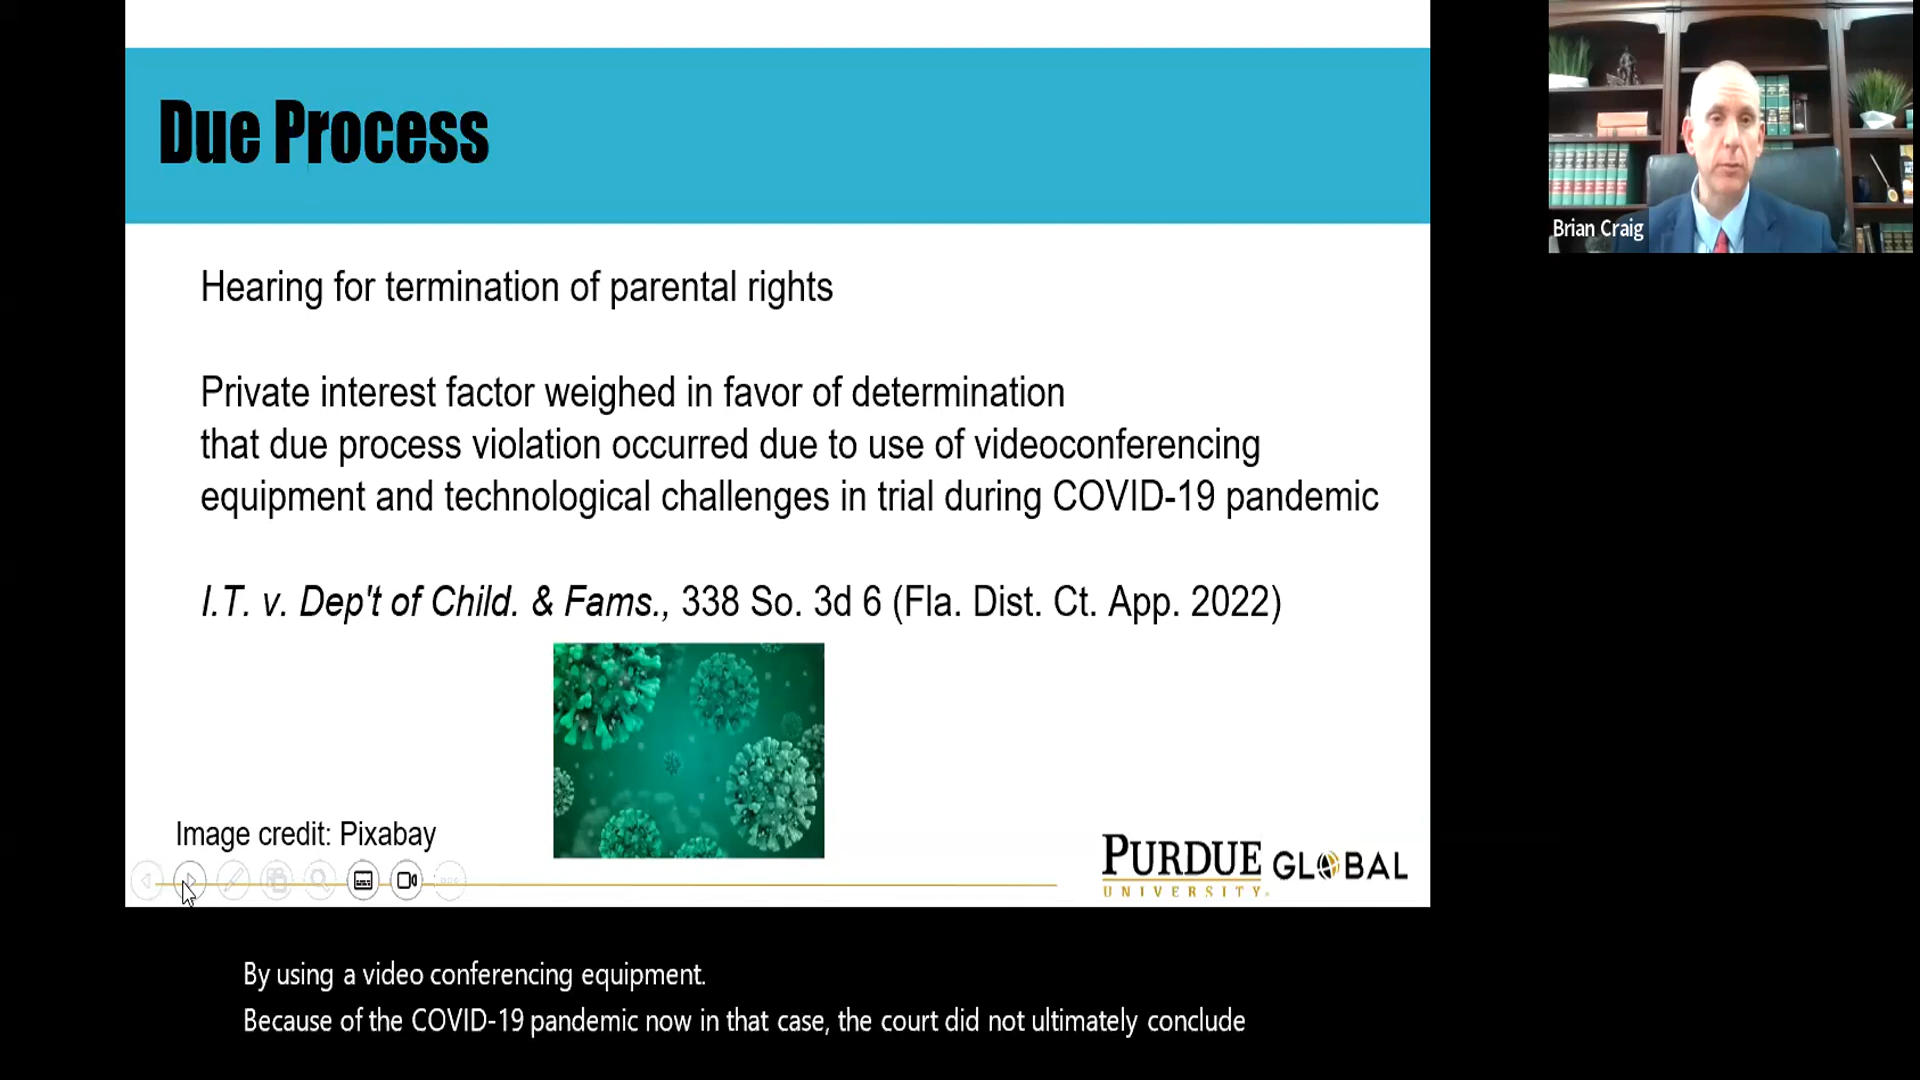 Due Process
Brian Craig
Hearing for termination of parental rights
Private interest factor weighed in favor of determination
that due process violation occurred due to use of videoconferencing
equipment and technological challenges in trial during COVID-19 pandemic
I.T. v. Dep't of Child. & Fams., 338 So. 3d 6 (Fla. Dist. Ct. App. 2022)
Image credit: Pixabay
PURDUE GLOBAL
UNIVERSITY.
By using a video conferencing equipment.
Because of the COVID-19 pandemic now in that case, the court did not ultimately conclude